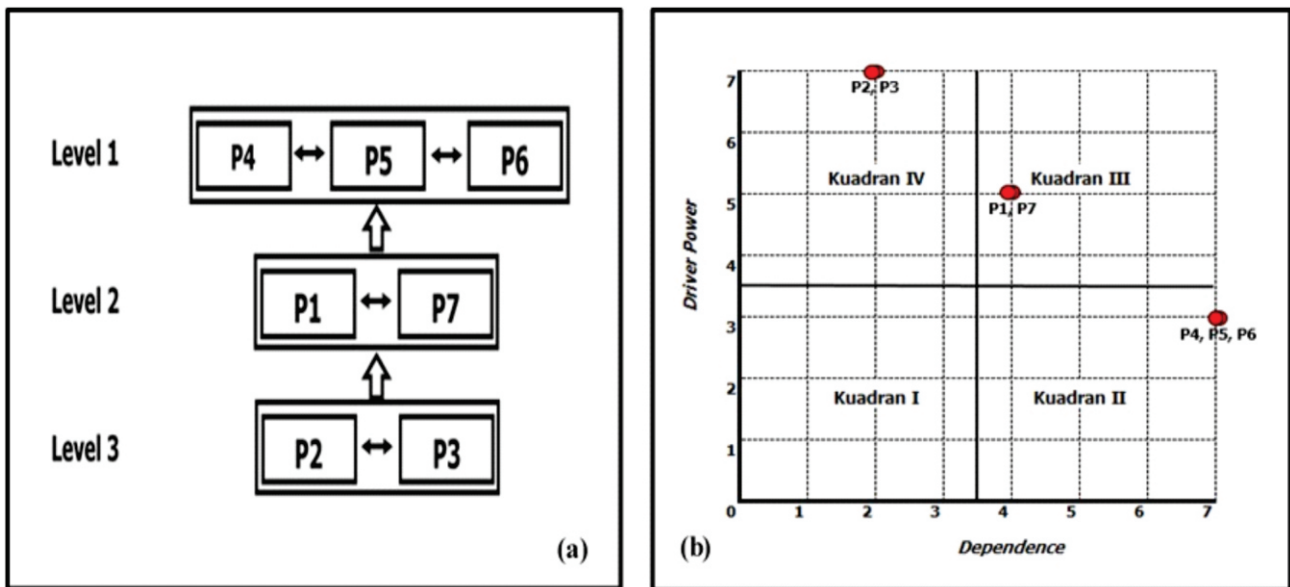 Level 1
P4 P5 P6
Level 2
P1 P7
Level 3
P2 P3
(a)
7
P2, P3
6
Kuadran IV Kuadran III
5
P1, P7
4
Driver Power
3
P4, P5, P6
2
Kuadran I Kuadran II
1
0 1 2 3 4 5 6 7
Dependence
(b)